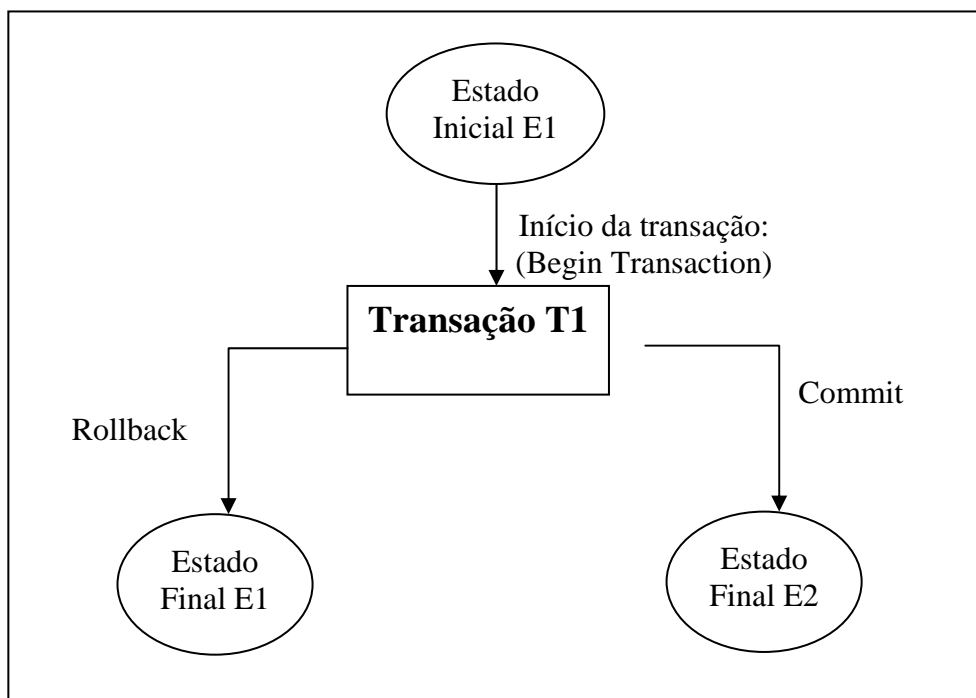 Estado
Inicial E1
Início da transação:
(Begin Transaction)
Transação T1
Rollback
Commit
Estado
Final E1
Estado
Final E2